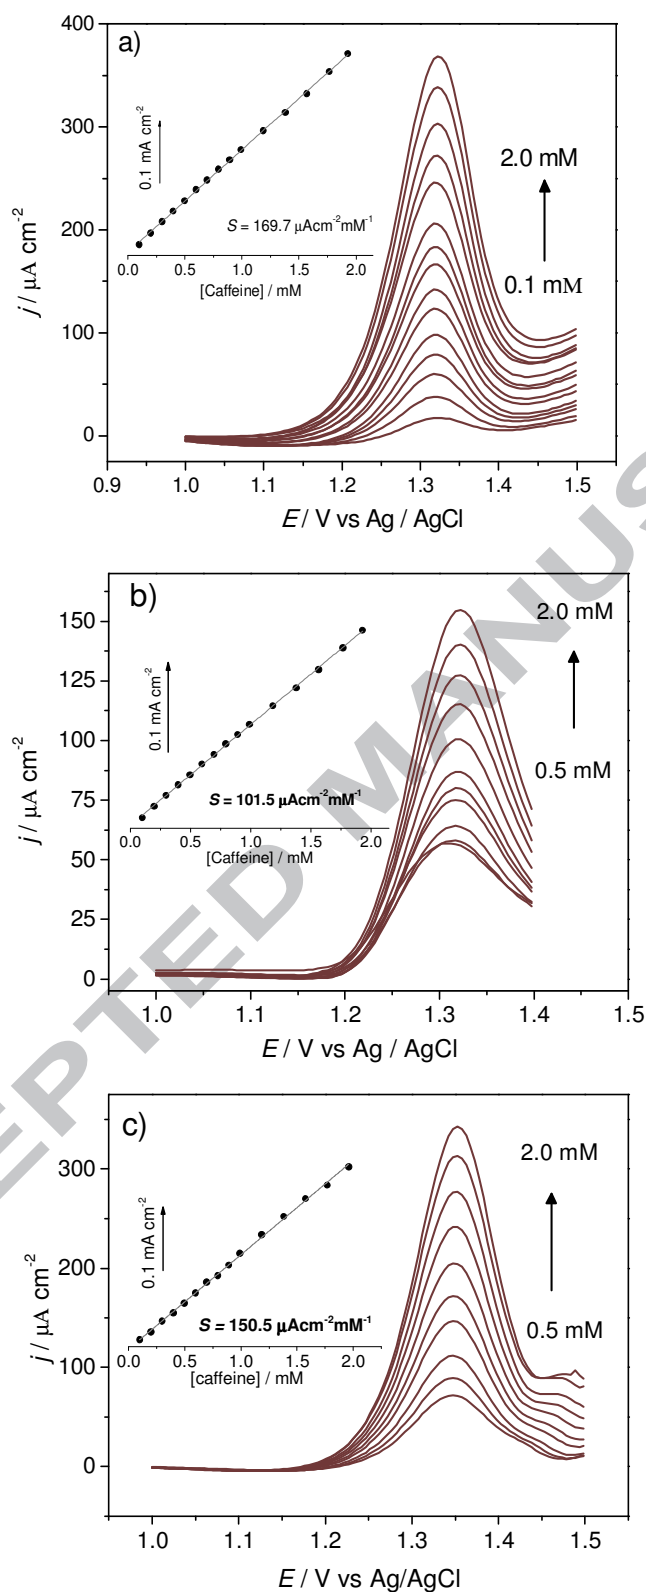 a)
400
300
200
100
0
j / μA cm-2
0.1 mA cm-2
S = 169.7 μAcm-2mM-1
0.0 0.5 1.0 1.5 2.0
[Caffeine] / mM
2.0 mM
0.1 mM
0.9 1.0 1.1 1.2 1.3 1.4 1.5
E / V vs Ag / AgCl
b)
150
125
100
75
50
25
0
j / μA cm-2
0.1 mA cm-2
S = 101.5 μAcm-2mM-1
0.0 0.5 1.0 1.5 2.0
[Caffeine] / mM
2.0 mM
0.5 mM
1.0 1.1 1.2 1.3 1.4 1.5
E / V vs Ag / AgCl
c)
300
200
100
0
j / μA cm-2
0.1 mA cm-2
S = 150.5 μAcm-2mM-1
0.0 0.5 1.0 1.5 2.0
[caffeine] / mM
2.0 mM
0.5 mM
1.0 1.1 1.2 1.3 1.4 1.5
E / V vs Ag/AgCl
EPTED MANUS